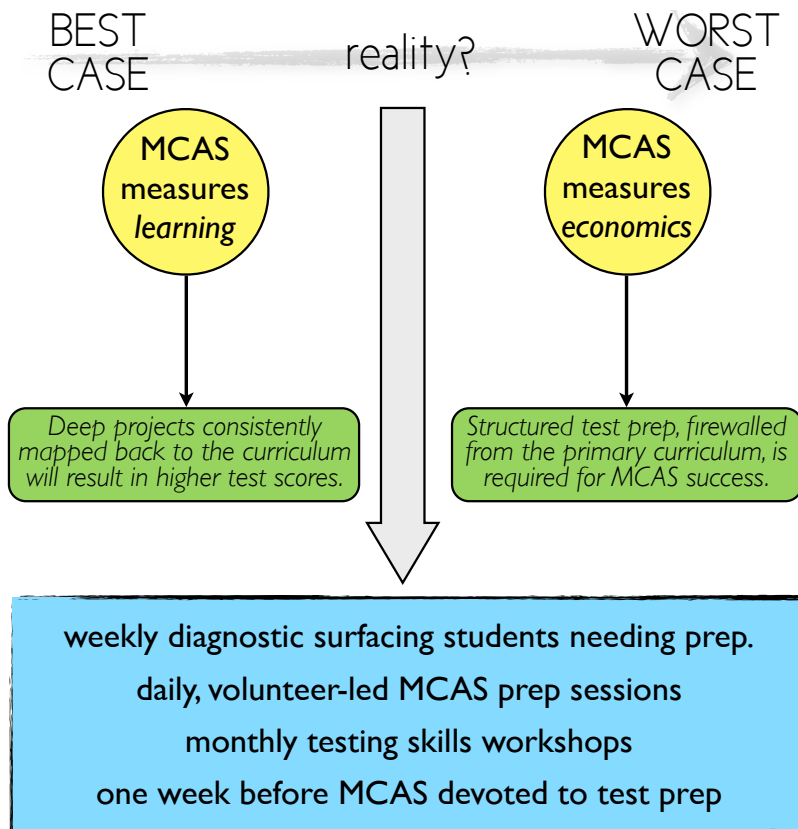 BEST
CASE
reality?
WORST
CASE
MCAS
measures
learning
MCAS
measures
economics
Deep projects consistently
mapped back to the curriculum
will result in higher test scores.
Structured test prep, firewalled
from the primary curriculum, is
required for MCAS success.
weekly diagnostic surfacing students needing prep.
daily, volunteer-led MCAS prep sessions
monthly testing skills workshops
one week before MCAS devoted to test prep